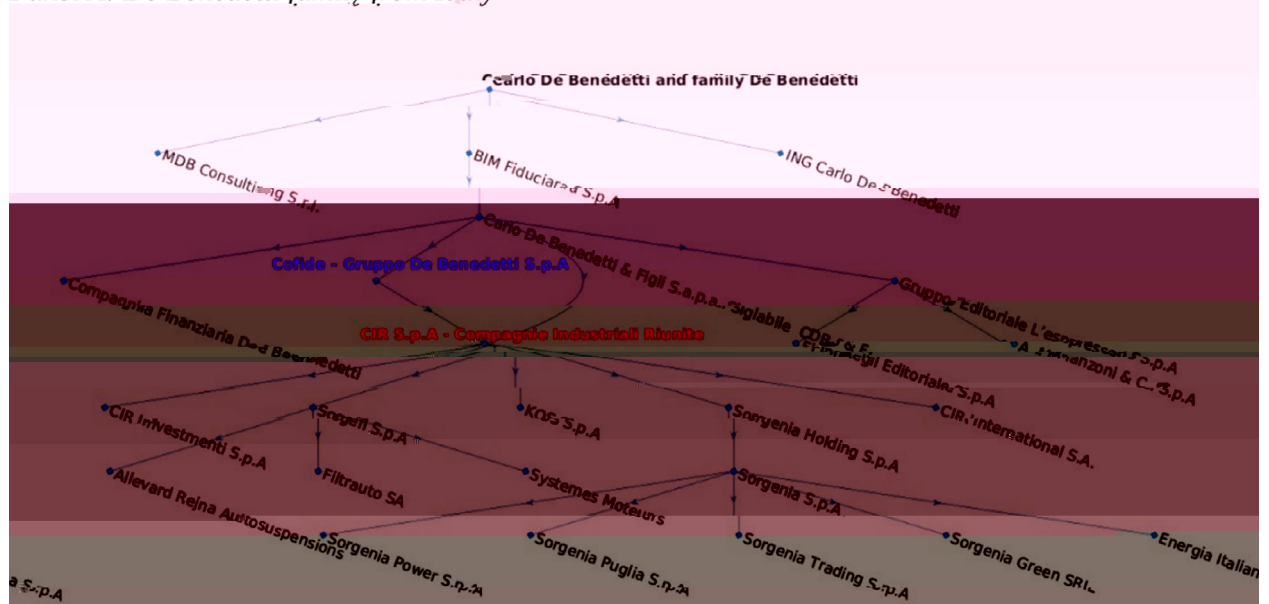 Carlo De Benedetti and family De Benedetti
MDB Consulting S.r.l.
BIM Fiduciaria S.p.A
ING Carlo De Benedetti
Carlo De Benedetti & Figli S.a.p.a.. Siglabile CDB & F.
Cofide - Gruppo De Benedetti S.p.A
Compagnia Finanziaria De Benedetti
Gruppo Editoriale L'espresso S.p.A
CIR S.p.A - Compagnie Industriali Riunite
Editoriale S.p.A
A. Manzoni & C. S.p.A
CIR Investimenti S.p.A
Sogefi S.p.A
KOS S.p.A
Sorgenia Holding S.p.A
CIR International S.A.
Allevard Rejna Autosuspensions
Filtrauto SA
Systemes Moteurs
Sorgenia S.p.A
Sorgenia Power S.p.A
Sorgenia Puglia S.p.A
Sorgenia Trading S.p.A
Sorgenia Green SRL
Energia Italian
a S.p.A